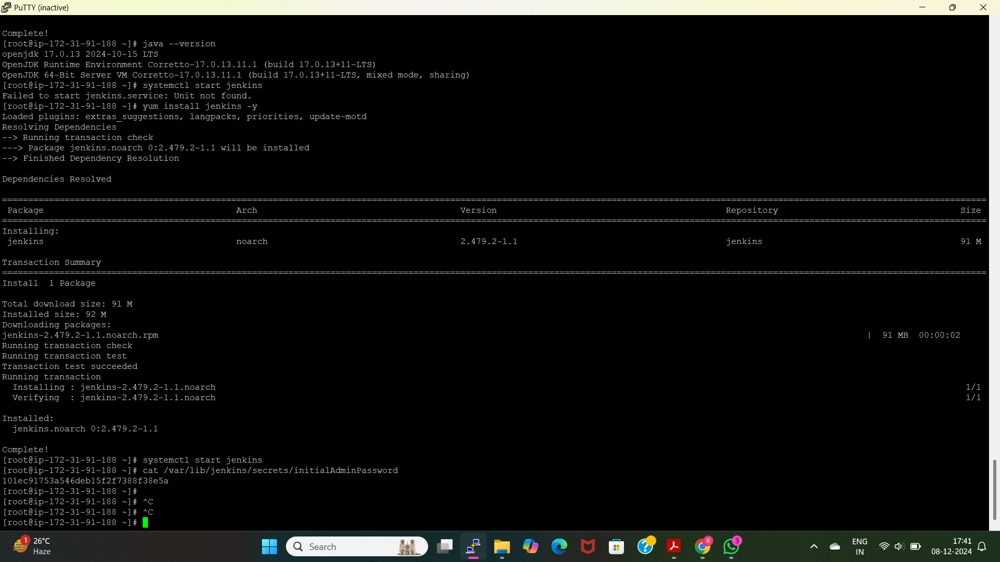 PuTTY (inactive)
Complete!
[root@ip-172-31-91-188 ~]# java --version
openjdk 17.0.13 2024-10-15 LTS
OpenJDK Runtime Environment Corretto-17.0.13.11.1 (build 17.0.13+11-LTS)
OpenJDK 64-Bit Server VM Corretto-17.0.13.11.1 (build 17.0.13+11-LTS, mixed mode, sharing)
[root@ip-172-31-91-188 ~]# systemctl start jenkins
Failed to start jenkins.service: Unit not found.
[root@ip-172-31-91-188 ~]# yum install jenkins -y
Loaded plugins: extras_suggestions, langpacks, priorities, update-motd
Resolving Dependencies
--> Running transaction check
---> Package jenkins.noarch 0:2.479.2-1.1 will be installed
--> Finished Dependency Resolution
Dependencies Resolved
Package Arch Version Repository Size
Installing:
jenkins noarch 2.479.2-1.1 jenkins 91 M
Transaction Summary
Install 1 Package
Total download size: 91 M
Installed size: 92 M
Downloading packages:
jenkins-2.479.2-1.1.noarch.rpm | 91 MB 00:00:02
Running transaction check
Running transaction test
Transaction test succeeded
Running transaction
Installing : jenkins-2.479.2-1.1.noarch 1/1
Verifying : jenkins-2.479.2-1.1.noarch 1/1
Installed:
jenkins.noarch 0:2.479.2-1.1
Complete!
[root@ip-172-31-91-188 ~]# systemctl start jenkins
[root@ip-172-31-91-188 ~]# cat /var/lib/jenkins/secrets/initialAdminPassword
101ec91753a546deb15f2f7388f38e5a
[root@ip-172-31-91-188 ~]#
[root@ip-172-31-91-188 ~]# ^C
[root@ip-172-31-91-188 ~]# ^C
[root@ip-172-31-91-188 ~]#
1
26°C
Haze
Search
B
3
ENG
IN
17:41
08-12-2024